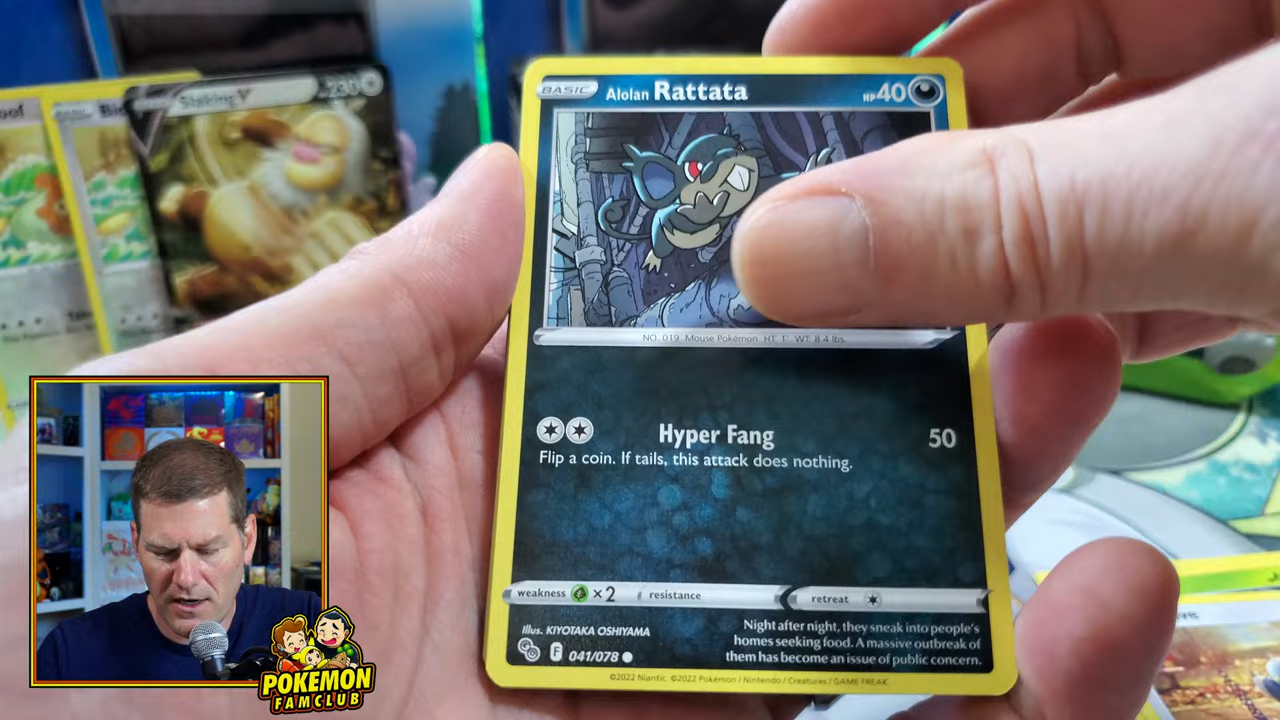 Slaking V 230
BASIC Alolan Rattata HP 40
NO. 019 Mouse Pokémon HT 1' WT 8.4 lbs
Hyper Fang 50
Flip a coin. If tails, this attack does nothing.
weakness ×2 resistance retreat
Illus. KIYOTAKA OSHIYAMA
F 041/078
Night after night, they sneak into people's
homes seeking food. A massive outbreak of
them has become an issue of public concern.
©2022 Niantic. ©2022 Pokémon / Nintendo / Creatures / GAME FREAK
POKEMON
FAMCLUB